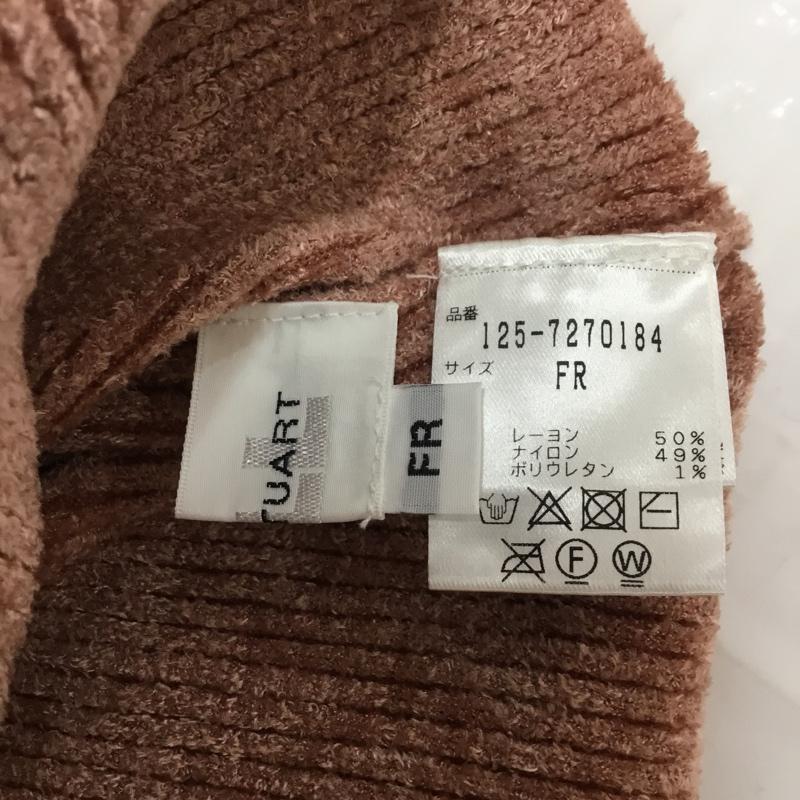 TUART
FR
品番
125-7270184
サイズ
FR
レーヨン 50%
ナイロン 49%
ポリウレタン 1%
F
W